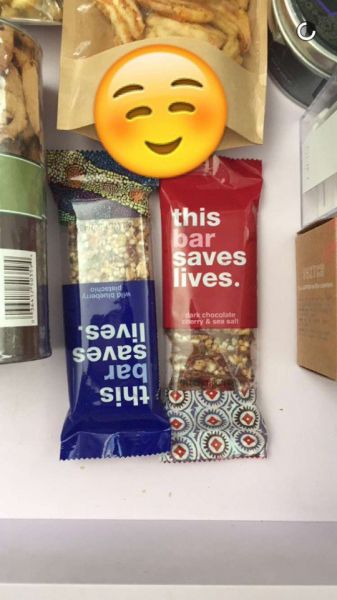 this
bar
saves
lives.
dark chocolate
cherry & sea salt
this
bar
saves
lives.
wild blueberry
pistachio